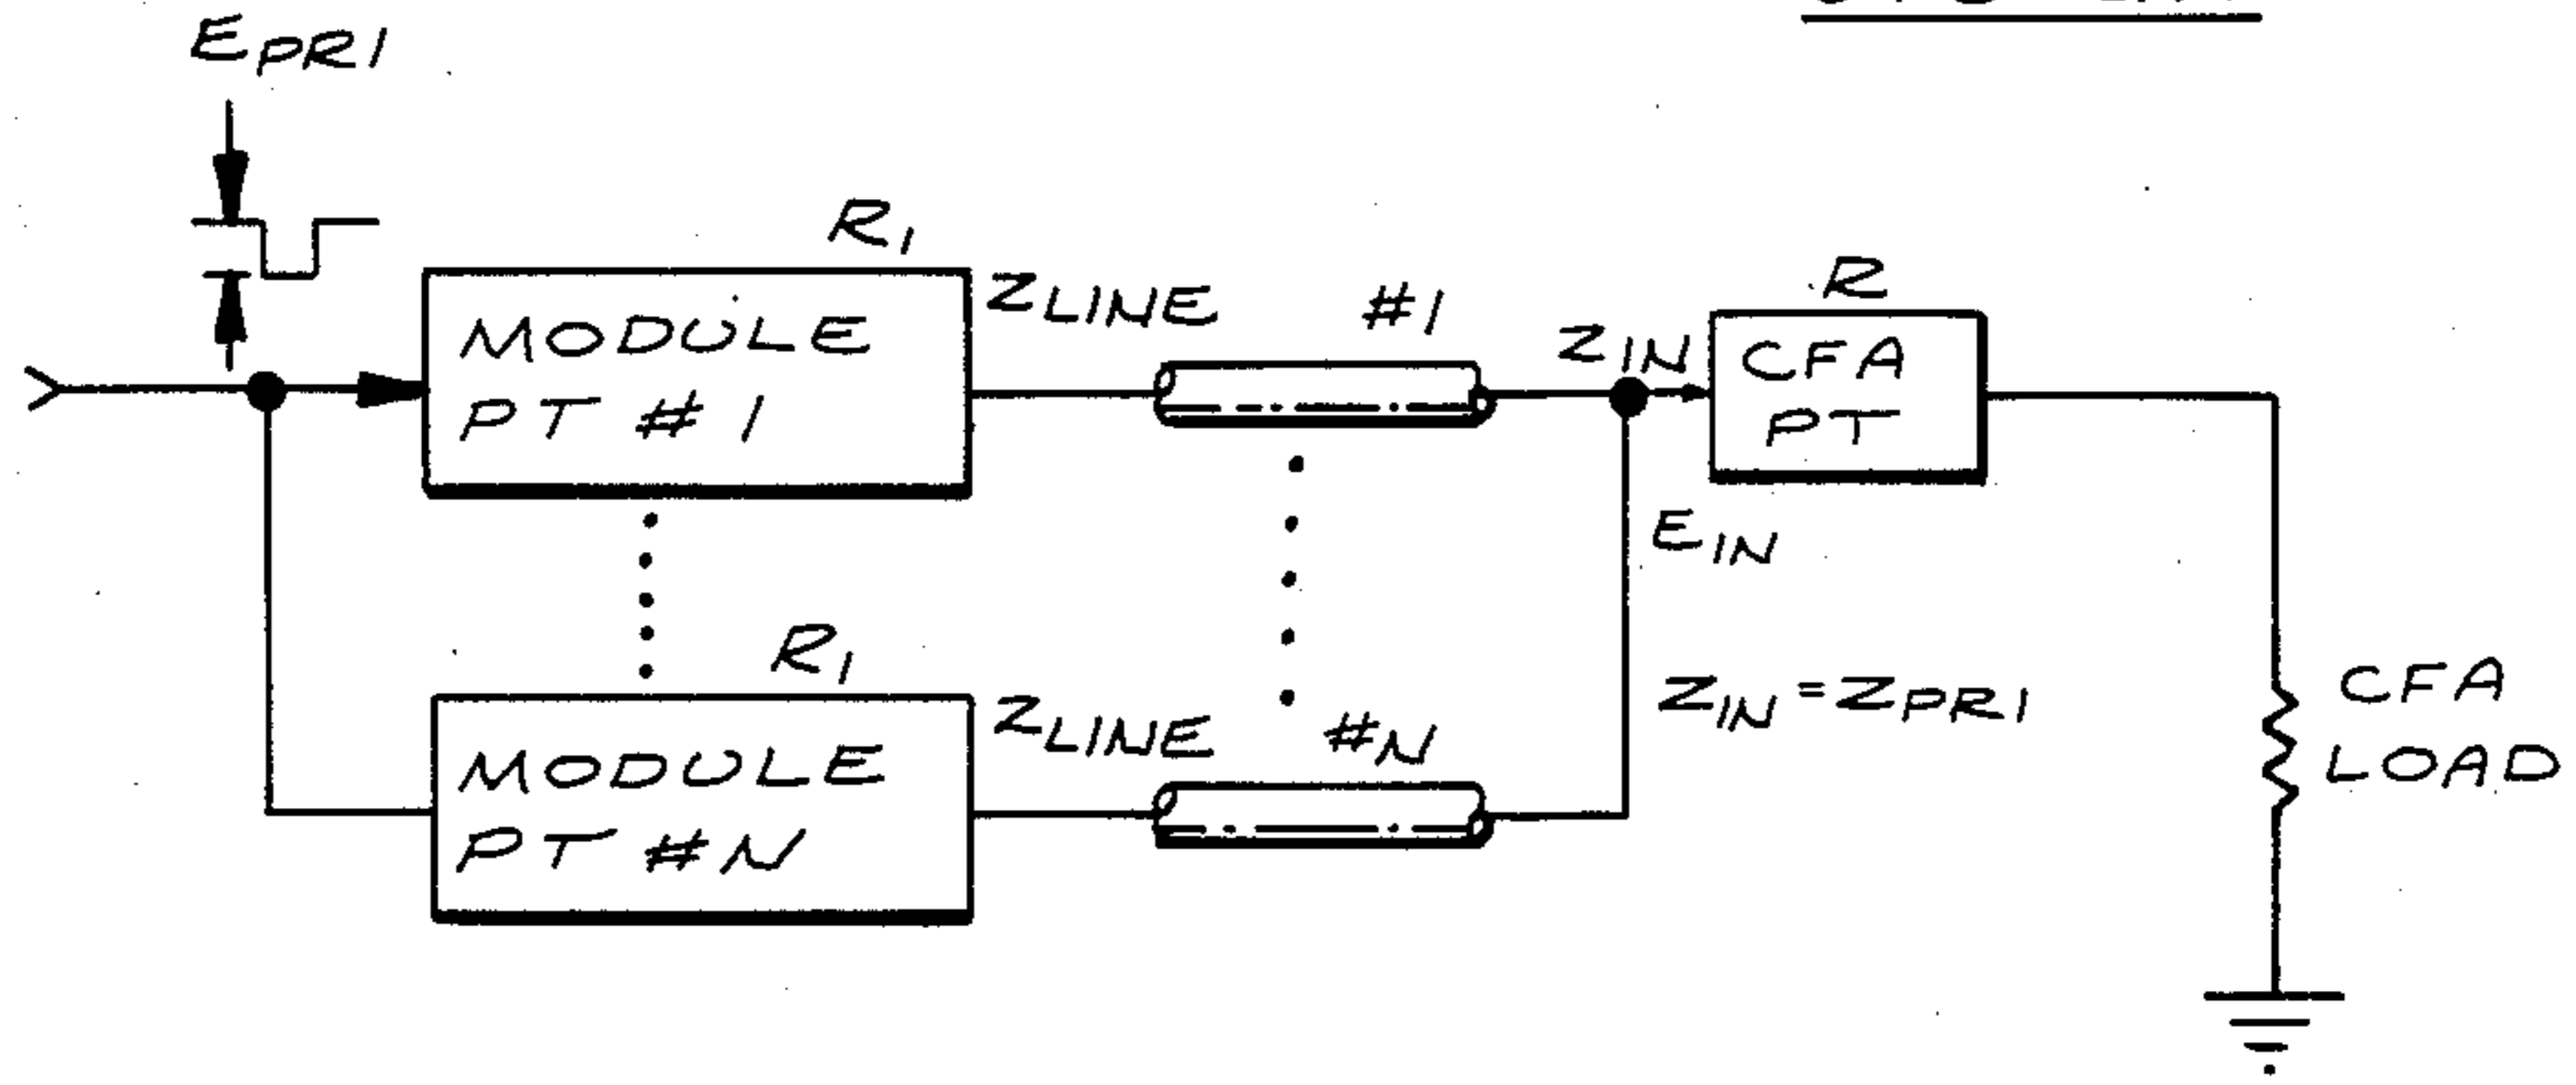 EPRI
R1
MODULE
PT #1
ZLINE
#1
ZIN
R
CFA
PT
EIN
R1
MODULE
PT #N
ZLINE
#N
ZIN = ZPRI
CFA
LOAD